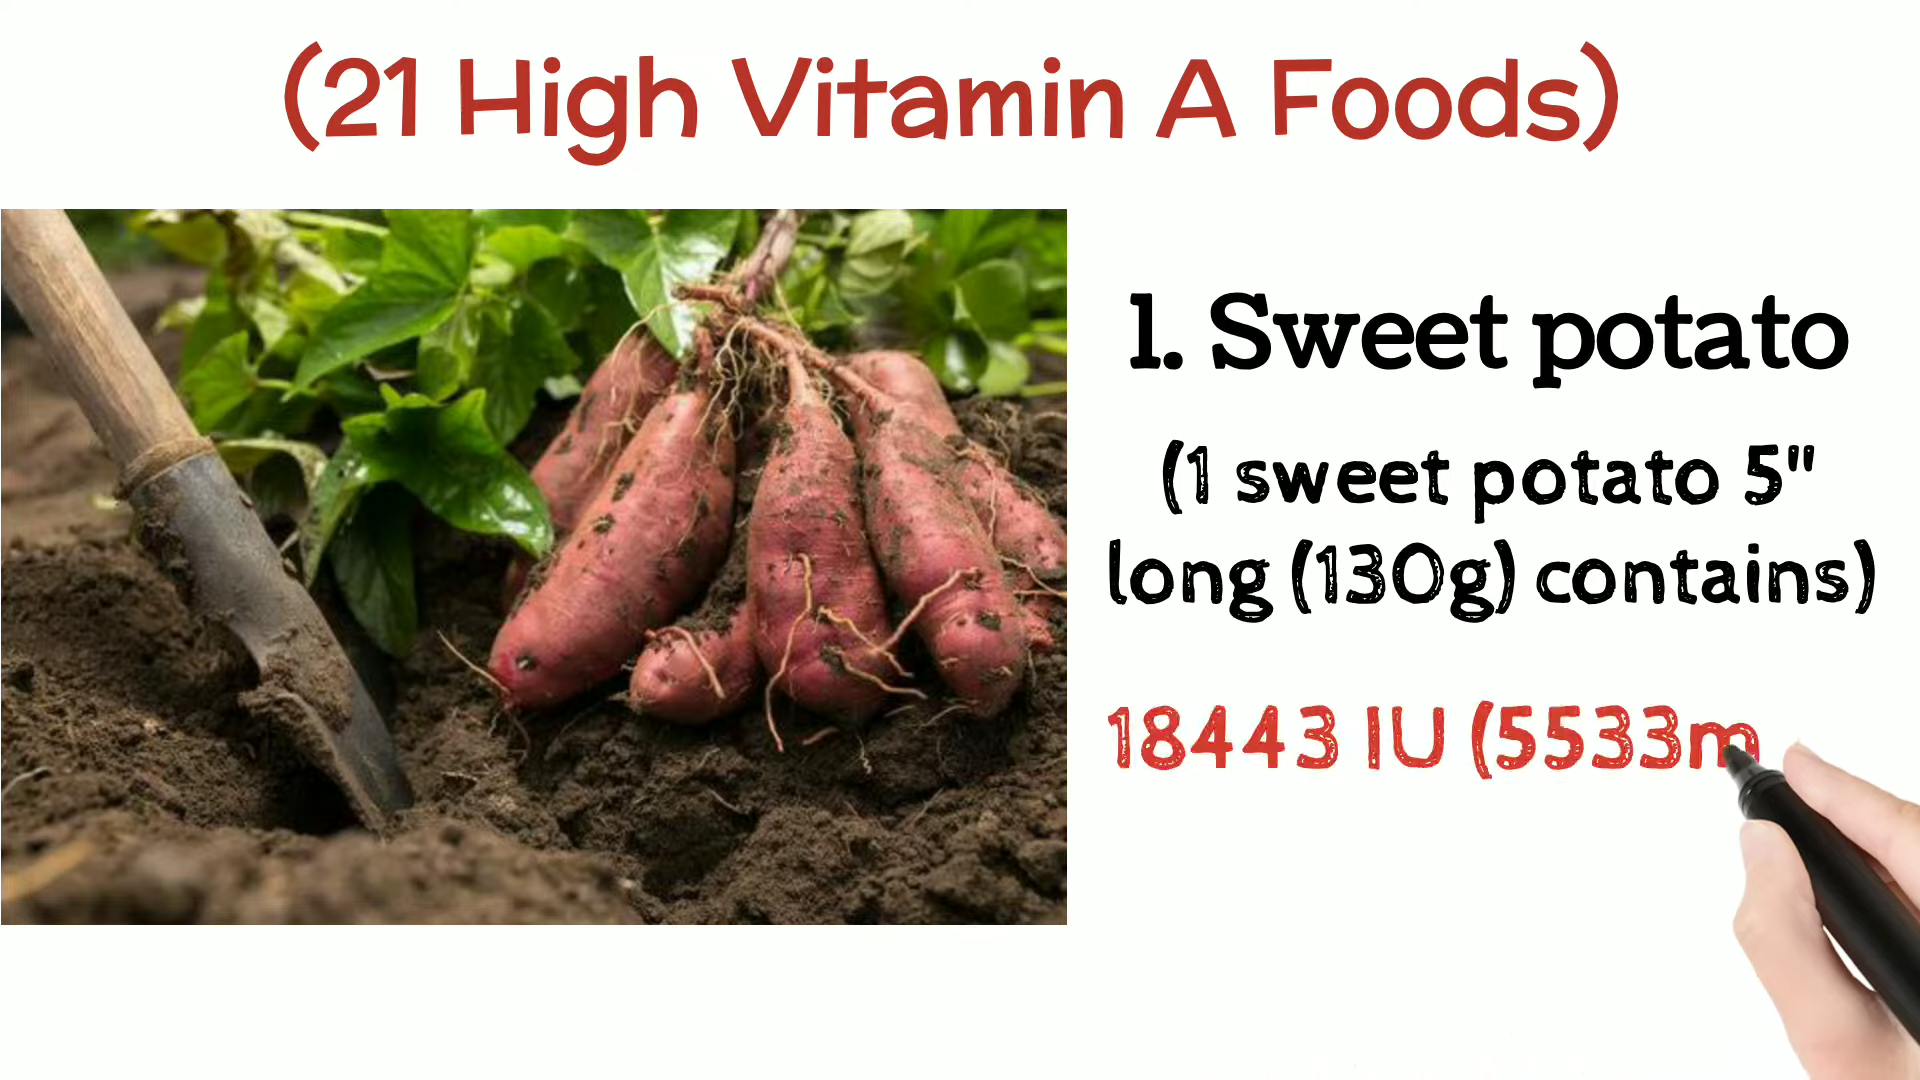 (21 High Vitamin A Foods)
1. Sweet potato
(1 sweet potato 5"
long (130g) contains)
18443 IU (5533m